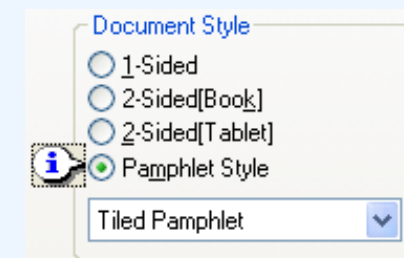 Document Style
1-Sided
2-Sided[Book]
2-Sided[Tablet]
i Pamphlet Style
Tiled Pamphlet